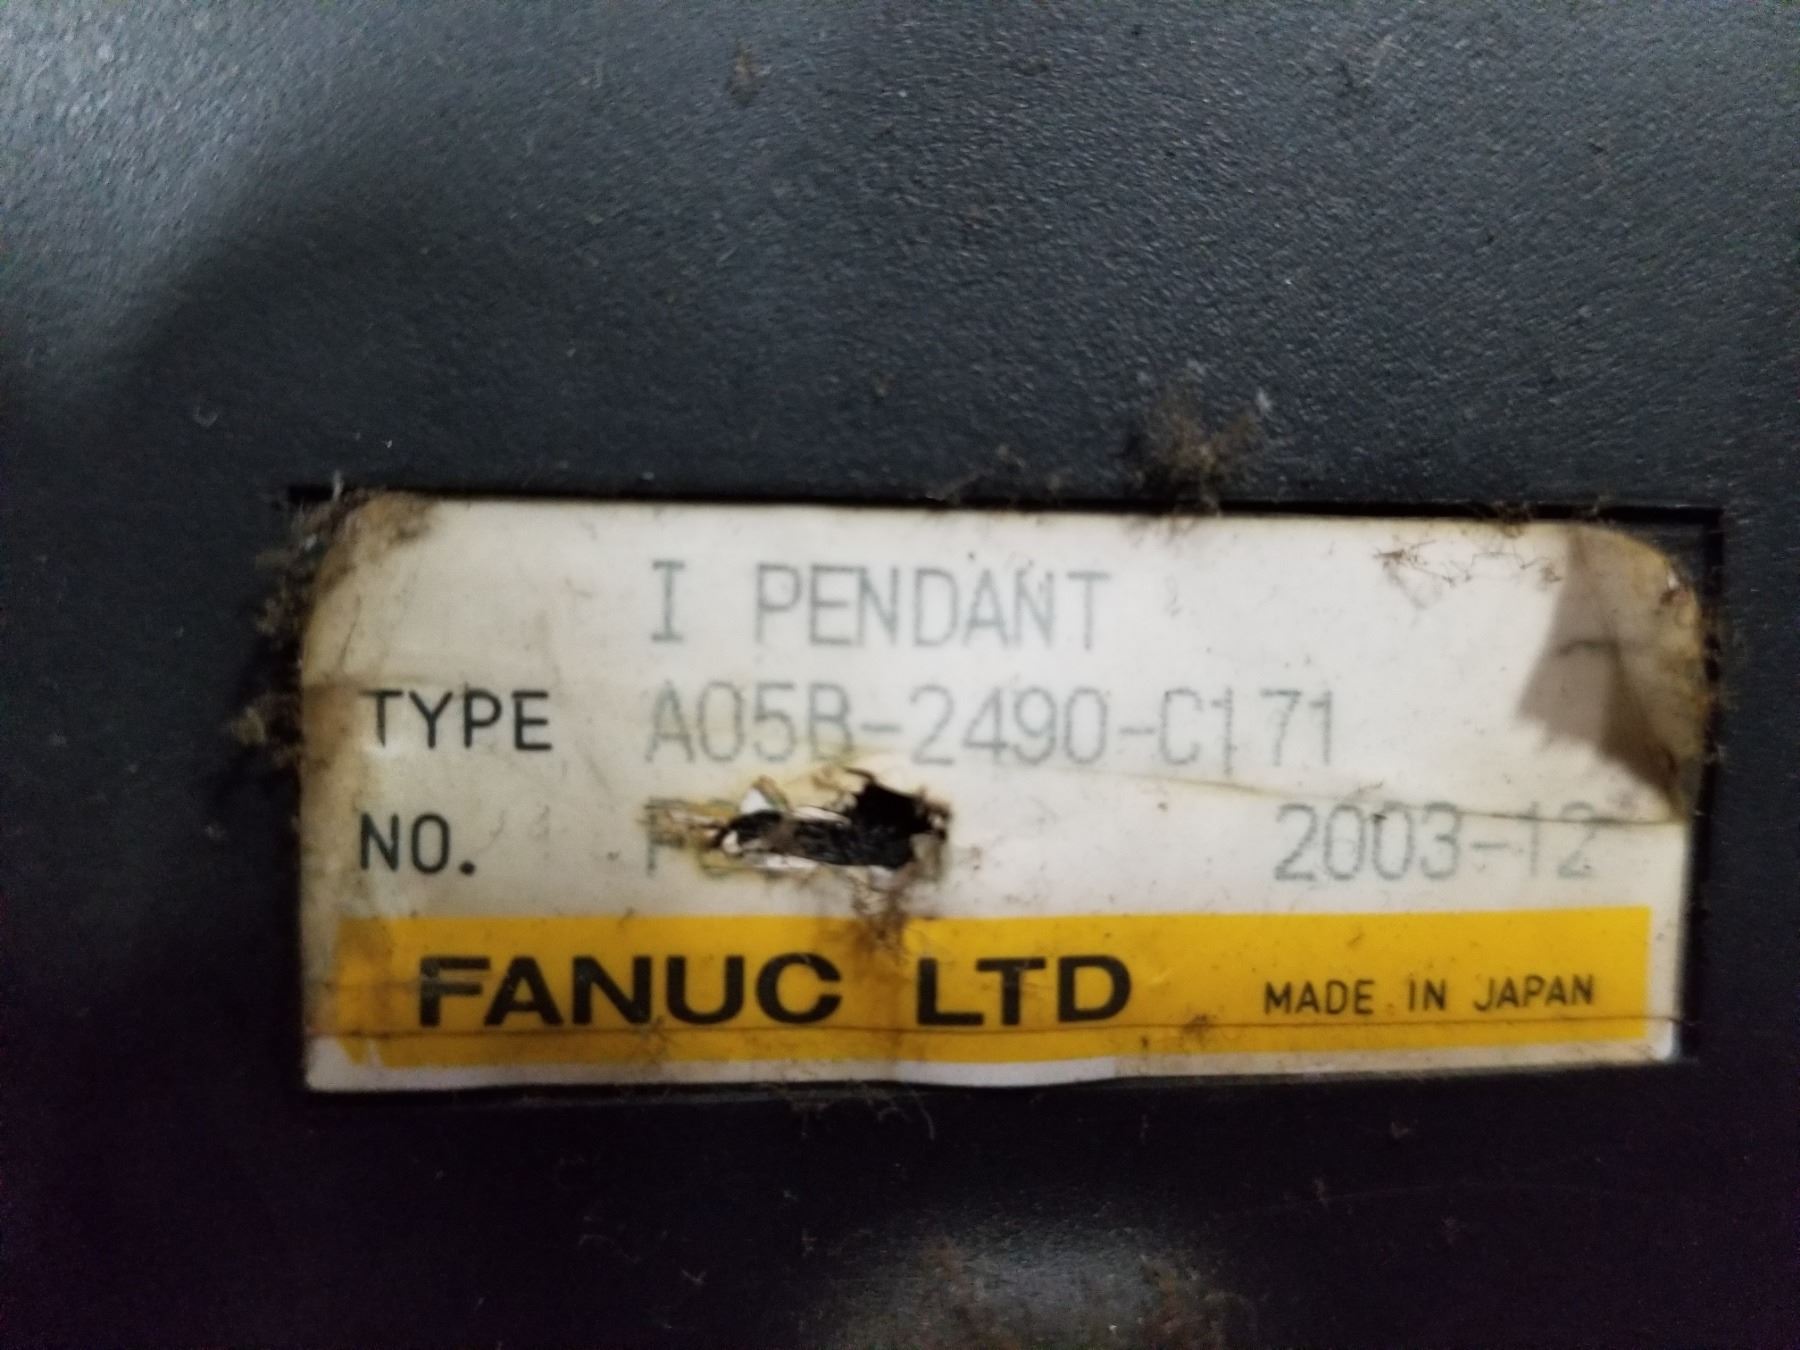 I PENDANT
TYPE A05B-2490-C171
NO. 2003-12
FANUC LTD MADE IN JAPAN